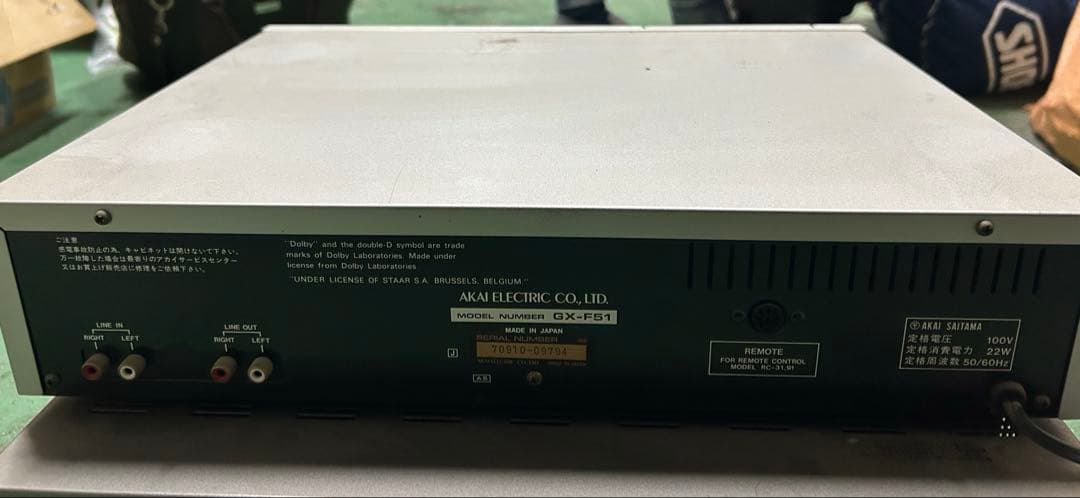 SHO
ご注意
感電事故防止の為、キャビネットは開けないで下さい。
万一故障した場合は最寄りのアカイサービスセンター
又はお買上げ販売店に修理をご依頼下さい。
"Dolby" and the double-D symbol are trade
marks of Dolby Laboratories. Made under
license from Dolby Laboratories.
"UNDER LICENSE OF STAAR S.A. BRUSSELS, BELGIUM."
AKAI ELECTRIC CO., LTD.
MODEL NUMBER GX-F51
MADE IN JAPAN
SERIAL NUMBER
70910-09794
J
AS
LINE IN
RIGHT LEFT
LINE OUT
RIGHT LEFT
REMOTE
FOR REMOTE CONTROL
MODEL RC-31,91
AKAI SAITAMA
定格電圧 100V
定格消費電力 22W
定格周波数 50/60Hz